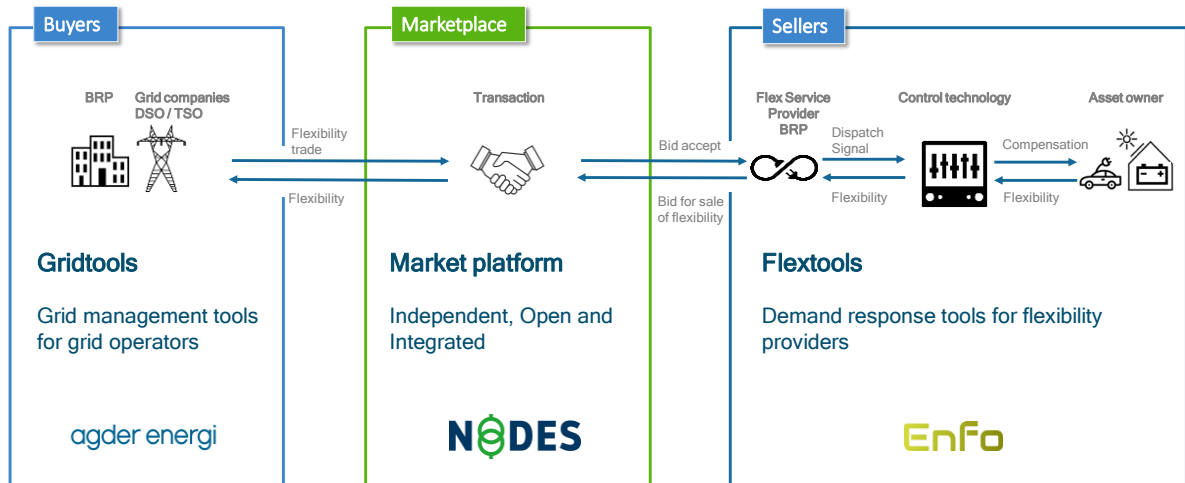 Buyers
Marketplace
Sellers
BRP
Grid companies
DSO / TSO
Transaction
Flex Service
Provider
BRP
Control technology
Asset owner
Flexibility
trade
Bid accept
Dispatch
Signal
Compensation
Flexibility
Bid for sale
of flexibility
Flexibility
Flexibility
Gridtools
Market platform
Flextools
Grid management tools
for grid operators
Independent, Open and
Integrated
Demand response tools for flexibility
providers
agder energi
NODES
Enfo